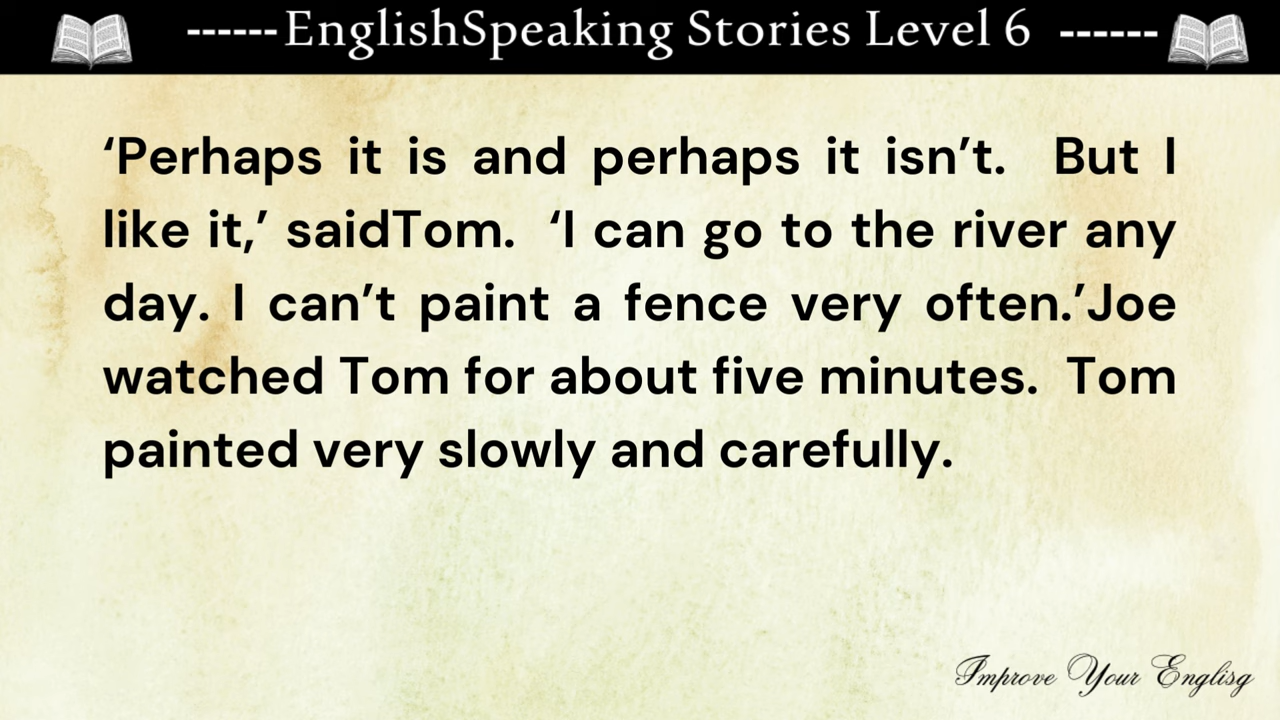 ------EnglishSpeaking Stories Level 6 ------
‘Perhaps it is and perhaps it isn’t. But I
like it,’ saidTom. ‘I can go to the river any
day. I can’t paint a fence very often.’Joe
watched Tom for about five minutes. Tom
painted very slowly and carefully.
Improve Your Englisg